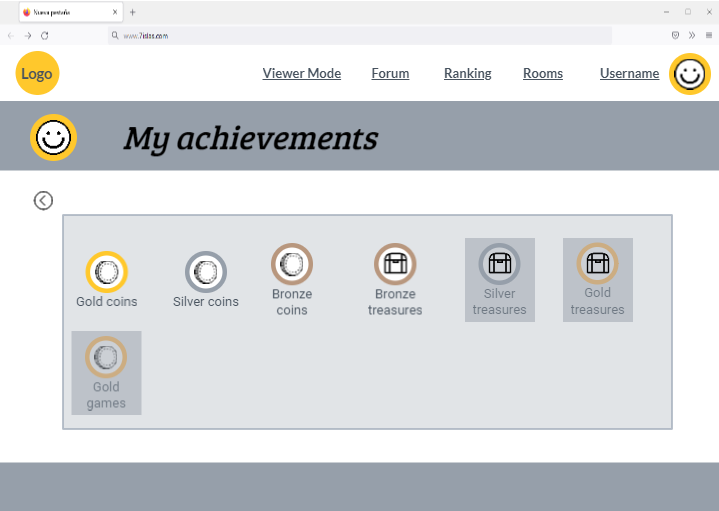 Nueva pestaña
www.7islas.com
Logo
Viewer Mode Forum Ranking Rooms Username
My achievements
Gold coins
Silver coins
Bronze
coins
Bronze
treasures
Silver
treasures
Gold
treasures
Gold
games